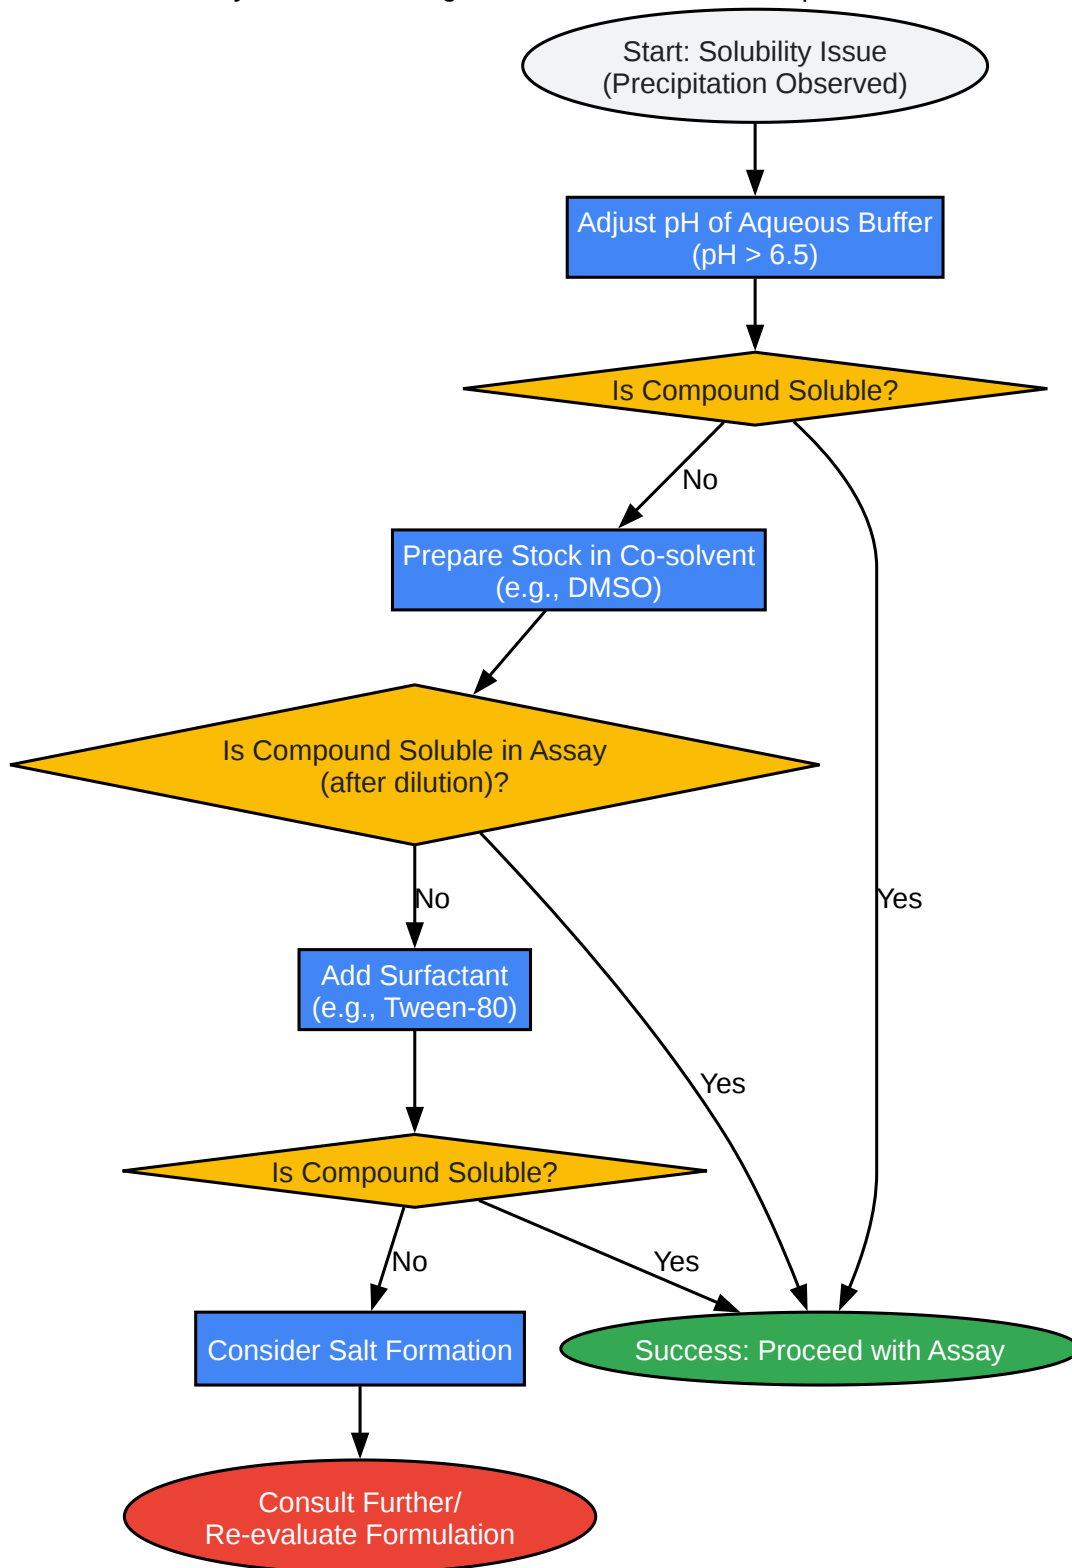 Start: Solubility Issue
(Precipitation Observed)
Adjust pH of Aqueous Buffer
(pH > 6.5)
Is Compound Soluble?
No
Prepare Stock in Co-solvent
(e.g., DMSO)
Is Compound Soluble in Assay
(after dilution)?
No
Yes
Add Surfactant
(e.g., Tween-80)
Yes
Is Compound Soluble?
No
Yes
Consider Salt Formation
Success: Proceed with Assay
Consult Further/
Re-evaluate Formulation